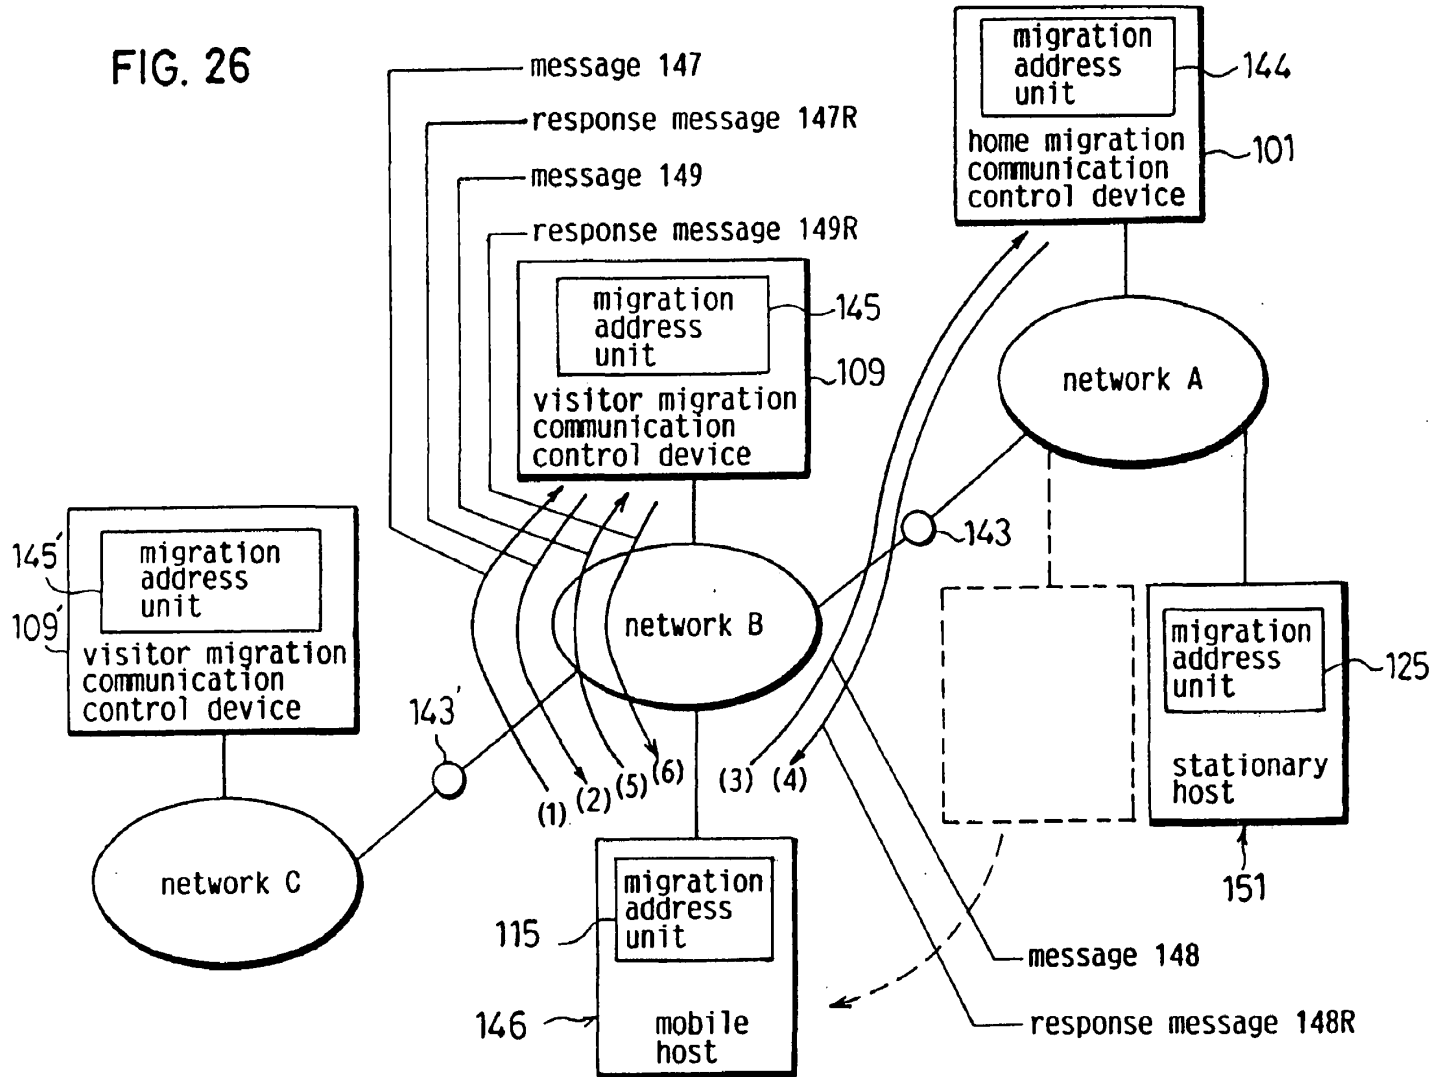 FIG. 26
message 147
response message 147R
message 149
response message 149R
migration
address
unit
144
home migration
communication
control device
101
migration
address
unit
145
visitor migration
communication
control device
109
network A
145'
109'
migration
address
unit
visitor migration
communication
control device
143
network B
143'
(1)
(2)
(5)
(6)
(3)
(4)
migration
address
unit
125
stationary
host
151
network C
migration
address
unit
115
146
mobile
host
message 148
response message 148R